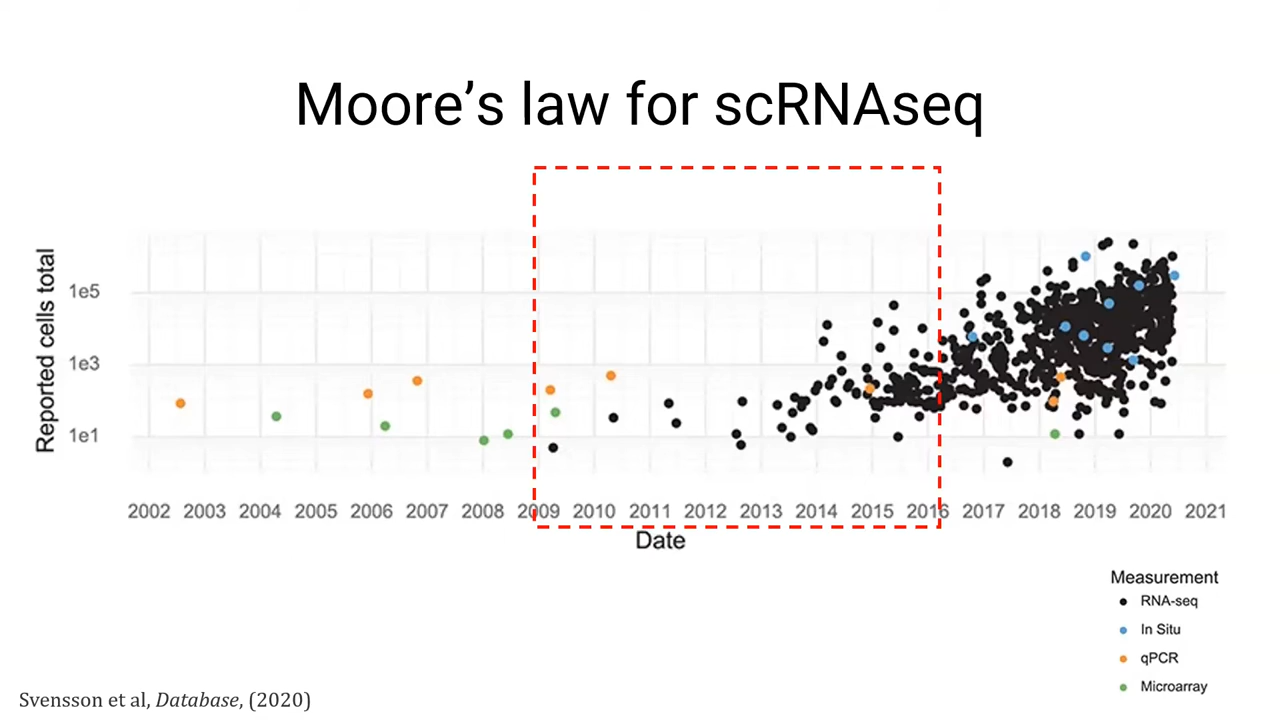 Moore’s law for scRNAseq
Reported cells total
1e5
1e3
1e1
2002 2003 2004 2005 2006 2007 2008 2009 2010 2011 2012 2013 2014 2015 2016 2017 2018 2019 2020 2021
Date
Measurement
RNA-seq
In Situ
qPCR
Microarray
Svensson et al, Database, (2020)